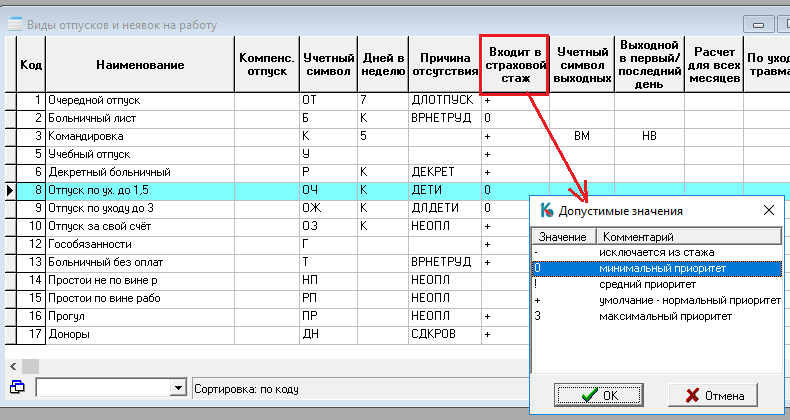 Виды отпусков и неявок на работу
Код Наименование Компенс. отпуск Учетный символ Дней в неделю Причина отсутствия Входит в страховой стаж Учетный символ выходных Выходной в первый/ последний день Расчет для всех месяцев По уход травма
1 Очередной отпуск ОТ 7 ДЛОТПУСК +
2 Больничный лист Б К ВРНЕТРУД 0
3 Командировка К 5 + ВМ НВ
5 Учебный отпуск У +
6 Декретный больничный Р К ДЕКРЕТ +
8 Отпуск по ух. до 1,5 ОЧ К ДЕТИ 0
9 Отпуск по уходу до 3 ОЖ К ДЛДЕТИ 0
10 Отпуск за свой счёт ОЗ К НЕОПЛ
12 Гособязанности Г +
13 Больничный без оплат Т ВРНЕТРУД +
14 Простои не по вине р НП НЕОПЛ
15 Простои по вине рабо РП НЕОПЛ
16 Прогул ПР НЕОПЛ +
17 Доноры ДН СДКРОВ +
Сортировка: по коду
Допустимые значения
Значение Комментарий
- исключается из стажа
0 минимальный приоритет
! средний приоритет
+ умолчание - нормальный приоритет
3 максимальный приоритет
OK Отмена